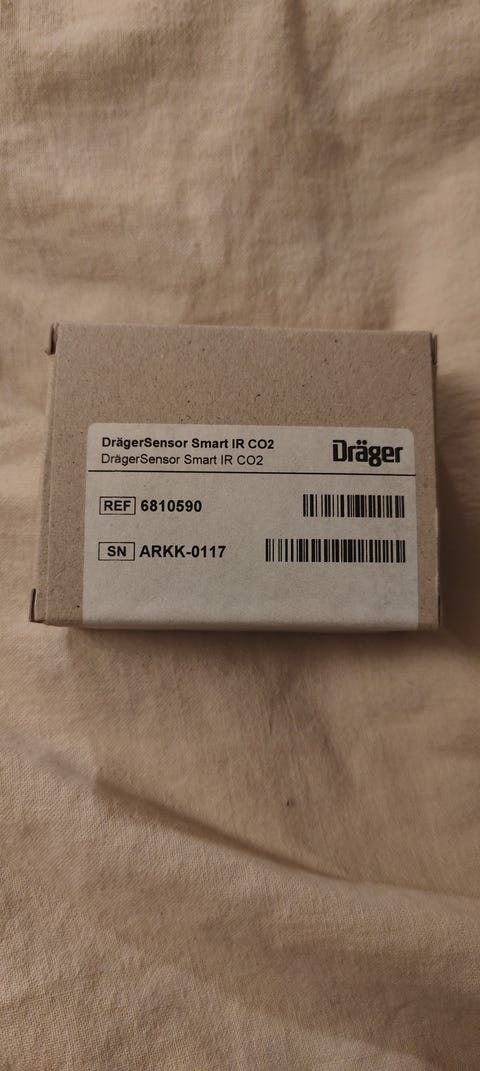 DrägerSensor Smart IR CO2
DrägerSensor Smart IR CO2
Dräger
REF 6810590
SN ARKK-0117